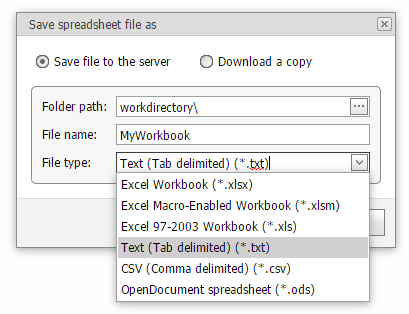 Save spreadsheet file as
Save file to the server Download a copy
Folder path: workdirectory\
File name: MyWorkbook
File type: Text (Tab delimited) (*.txt)
Excel Workbook (*.xlsx)
Excel Macro-Enabled Workbook (*.xlsm)
Excel 97-2003 Workbook (*.xls)
Text (Tab delimited) (*.txt)
CSV (Comma delimited) (*.csv)
OpenDocument spreadsheet (*.ods)